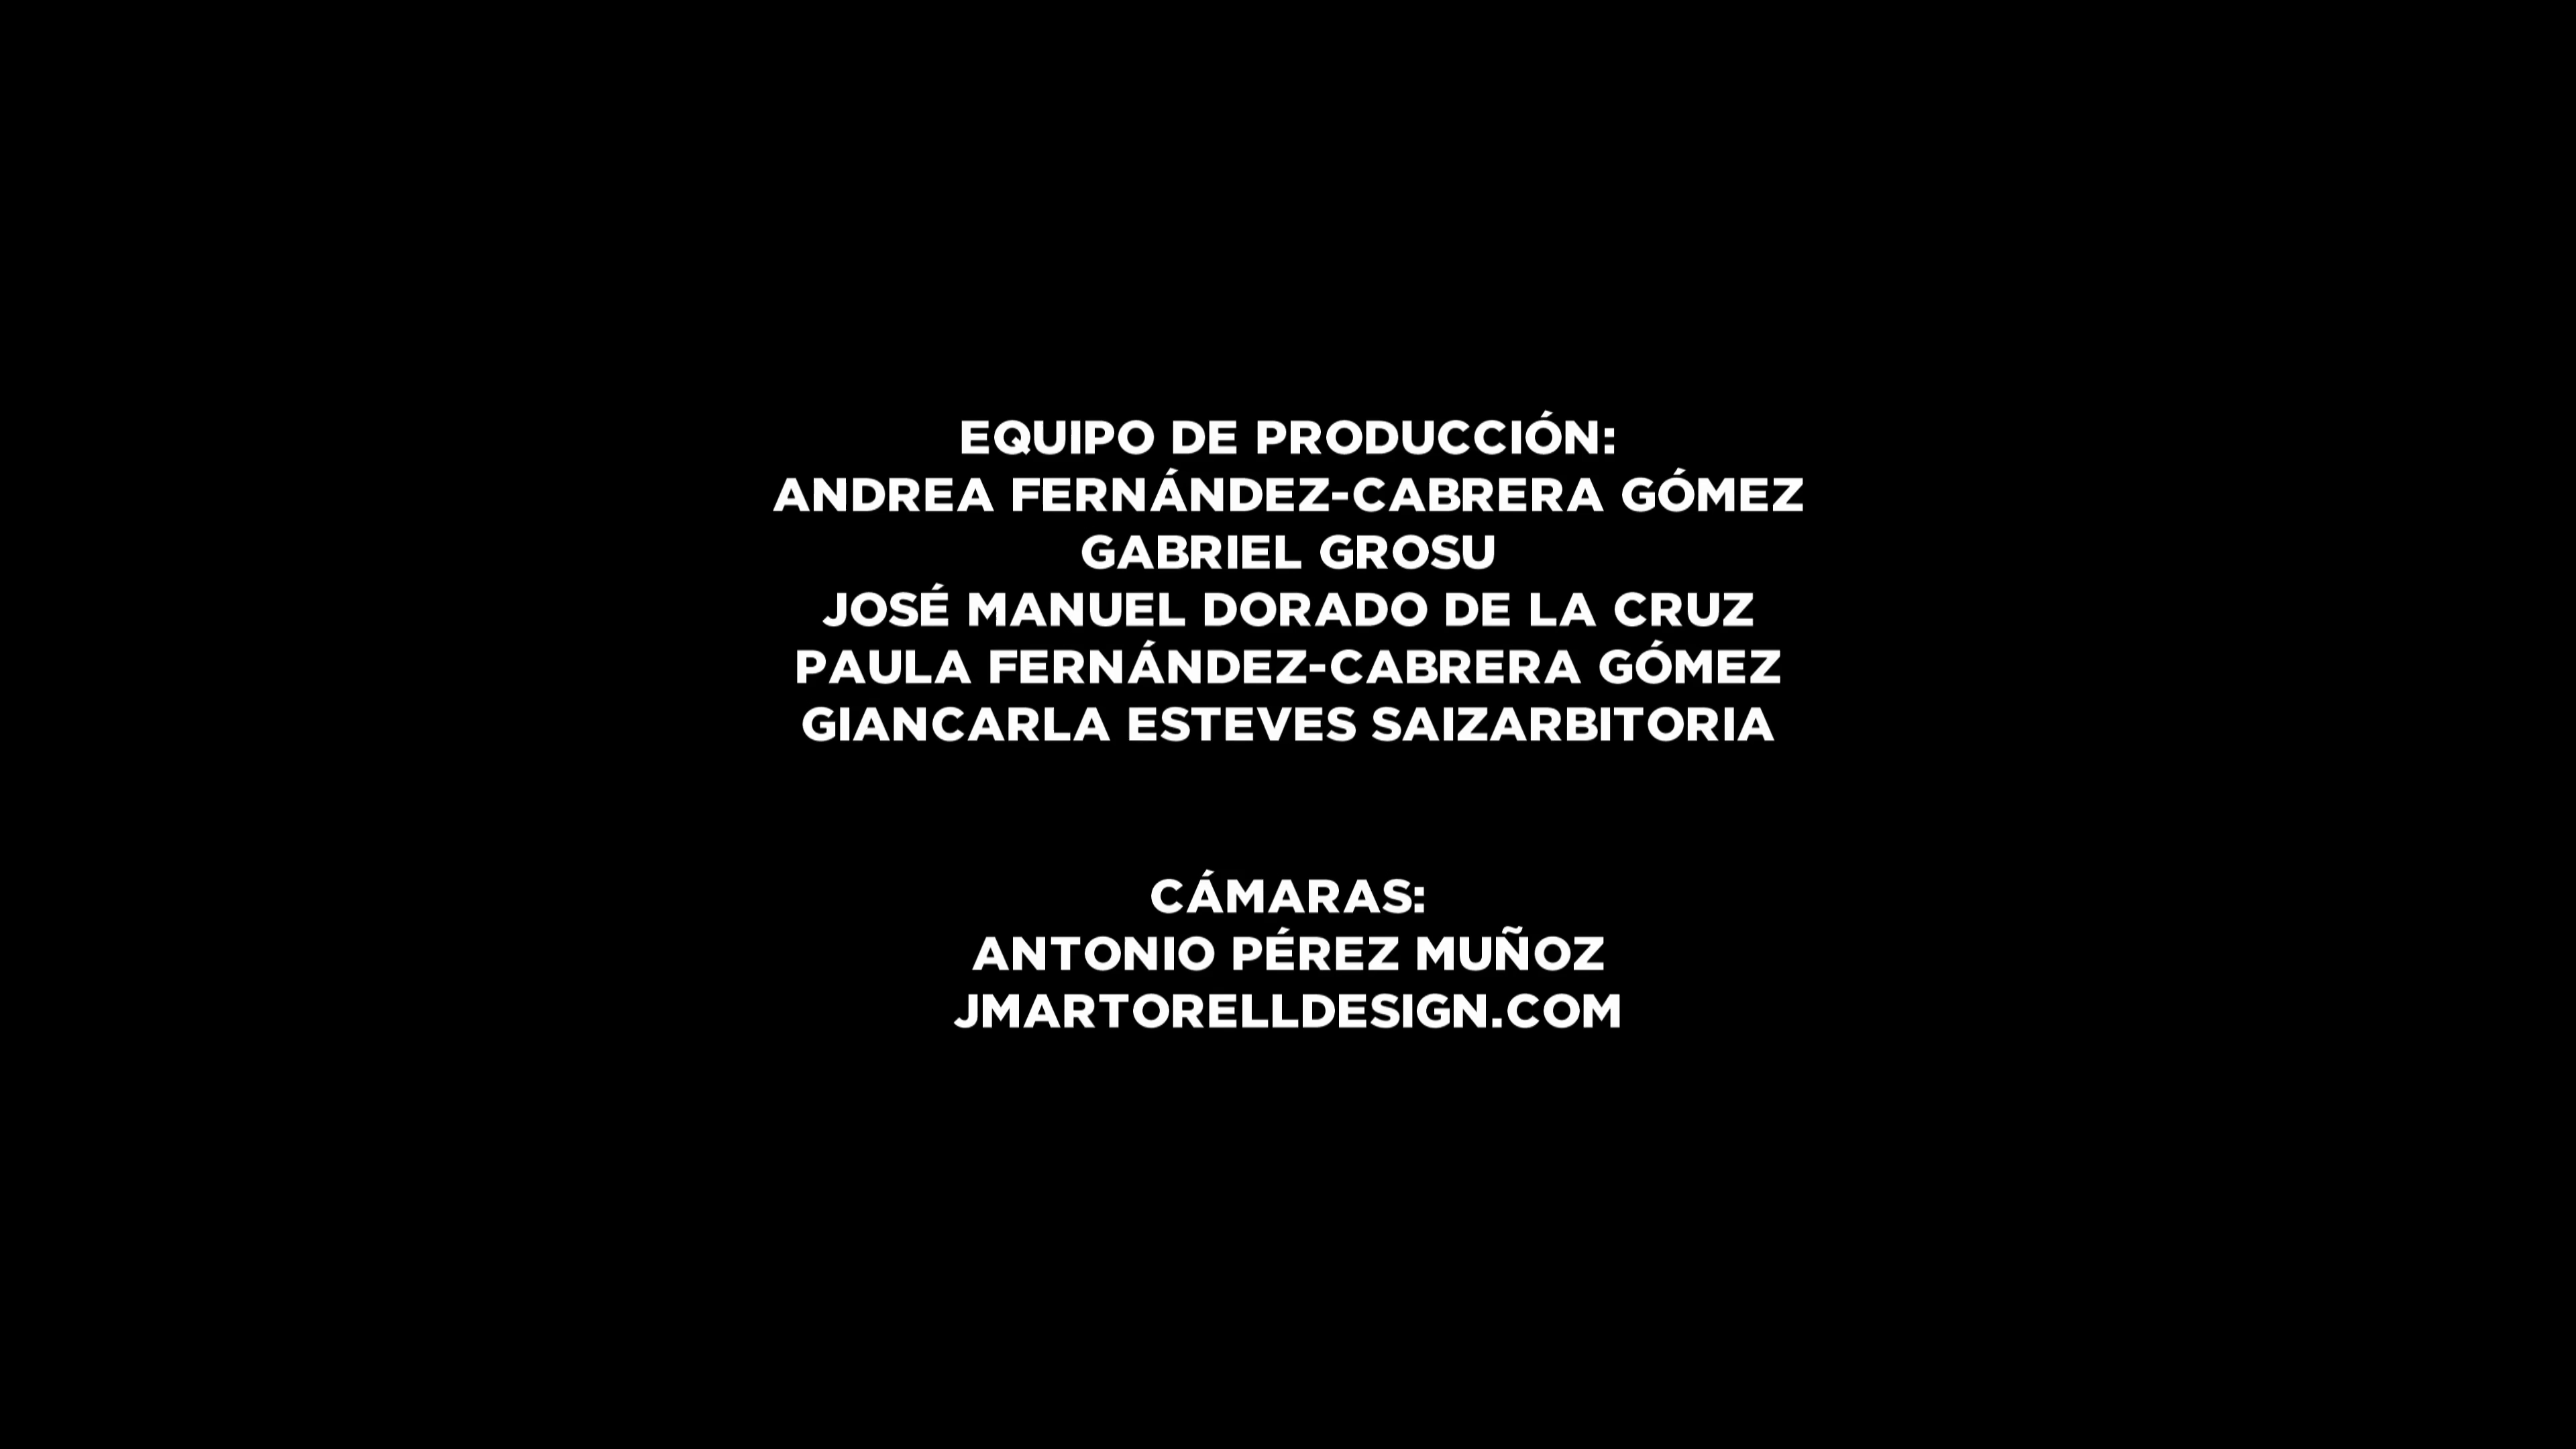 EQUIPO DE PRODUCCIÓN:
ANDREA FERNÁNDEZ-CABRERA GÓMEZ
GABRIEL GROSU
JOSÉ MANUEL DORADO DE LA CRUZ
PAULA FERNÁNDEZ-CABRERA GÓMEZ
GIANCARLA ESTEVES SAIZARBITORIA
CÁMARAS:
ANTONIO PÉREZ MUÑOZ
JMARTORELLDESIGN.COM